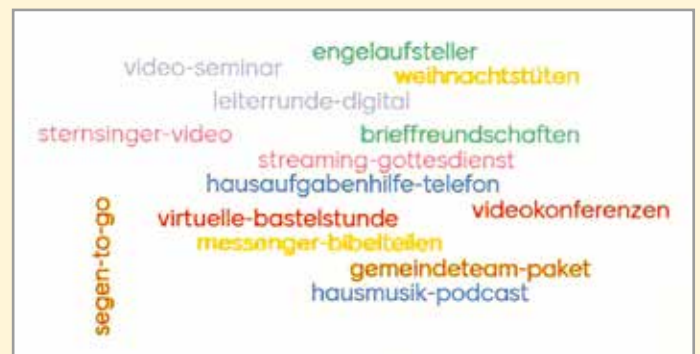 engelaufsteller
video-seminar
weihnachtstüten
leiterrunde-digital
sternsinger-video
brieffreundschaften
streaming-gottesdienst
hausaufgabenhilfe-telefon
videokonferenzen
virtuelle-bastelstunde
messenger-bibelteilen
gemeindeteam-paket
hausmusik-podcast
segen-to-go